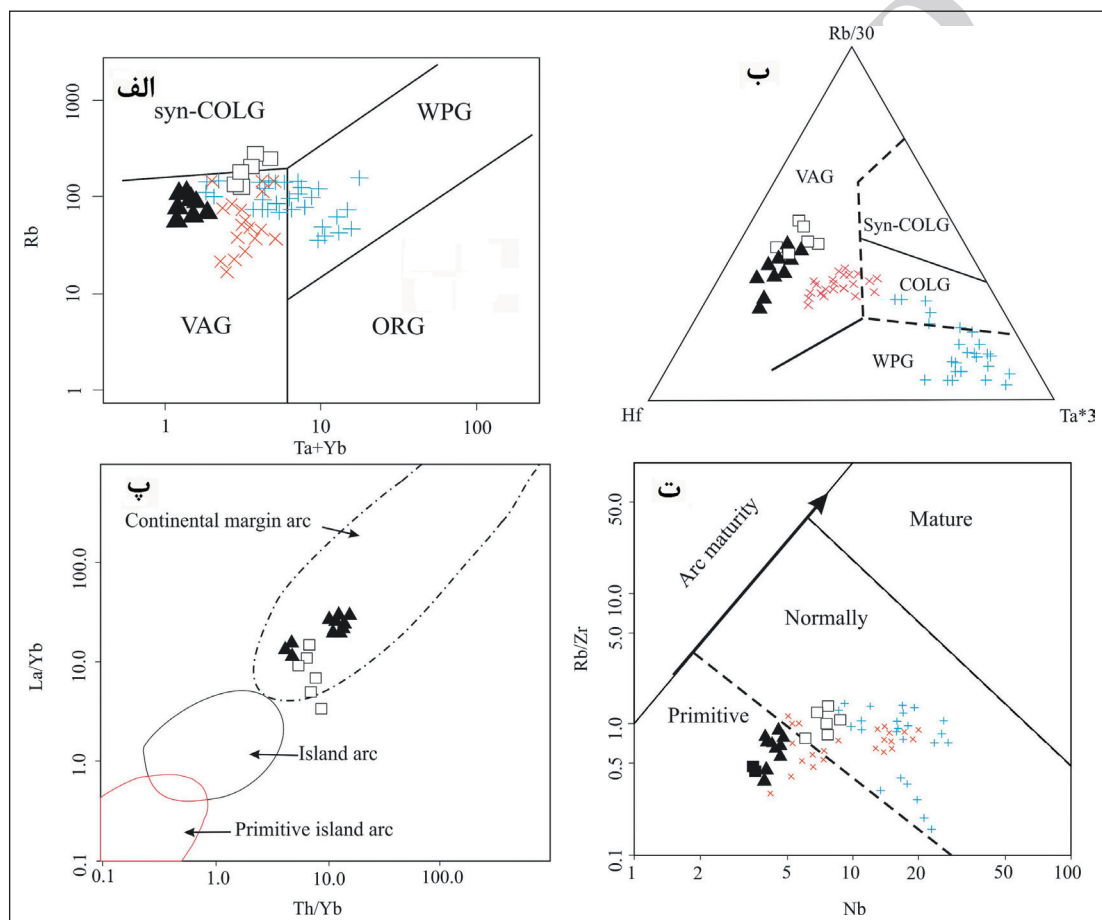 الف
syn-COLG
WPG
VAG
ORG
Rb
1000
100
10
1
1
10
100
Ta+Yb
ب
Rb/30
VAG
Syn-COLG
COLG
WPG
Hf
Ta*3
پ
Continental margin arc
Island arc
Primitive island arc
La/Yb
100.0
10.0
1.0
0.1
0.1
1.0
10.0
100.0
Th/Yb
ت
Arc maturity
Mature
Normally
Primitive
Rb/Zr
50.0
10.0
5.0
1.0
0.5
0.1
1
2
5
10
20
50
100
Nb